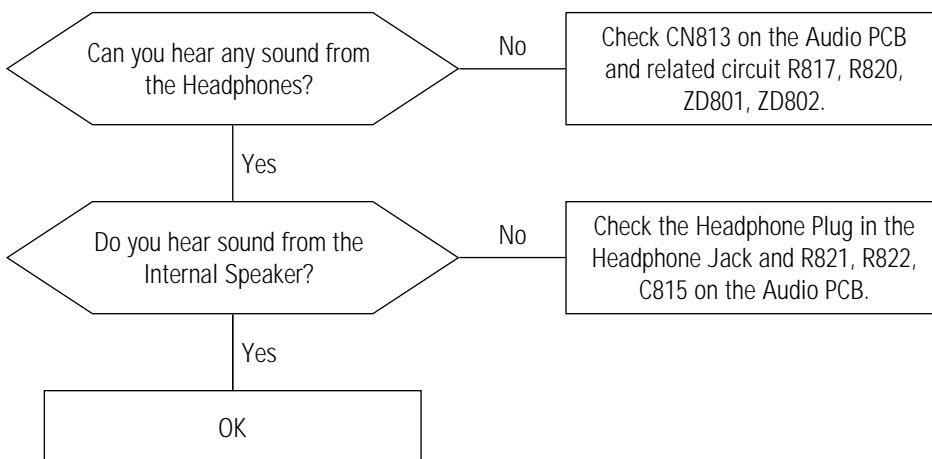 Can you hear any sound from
the Headphones?
No
Check CN813 on the Audio PCB
and related circuit R817, R820,
ZD801, ZD802.
Yes
Do you hear sound from the
Internal Speaker?
No
Check the Headphone Plug in the
Headphone Jack and R821, R822,
C815 on the Audio PCB.
Yes
OK